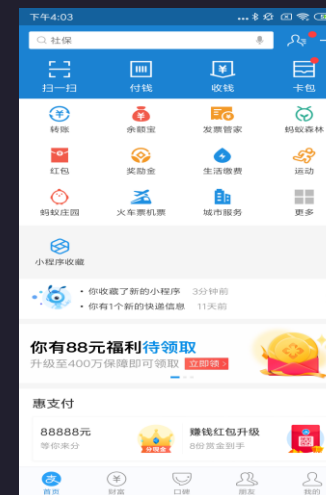 下午4:03
社保
扫一扫 付钱 收钱 卡包
转账 余额宝 发票管家 蚂蚁森林
红包 奖励金 生活缴费 运动
蚂蚁庄园 火车票机票 城市服务 更多
小程序收藏
· 你收藏了新的小程序 3分钟前
· 你有1个新的快递信息 11天前
你有88元福利待领取
升级至400万保障即可领取 立即领>
惠支付
88888元 赚钱红包升级
等你来分 8份赏金到手
分现金
支
首页 财富 口碑 朋友 我的